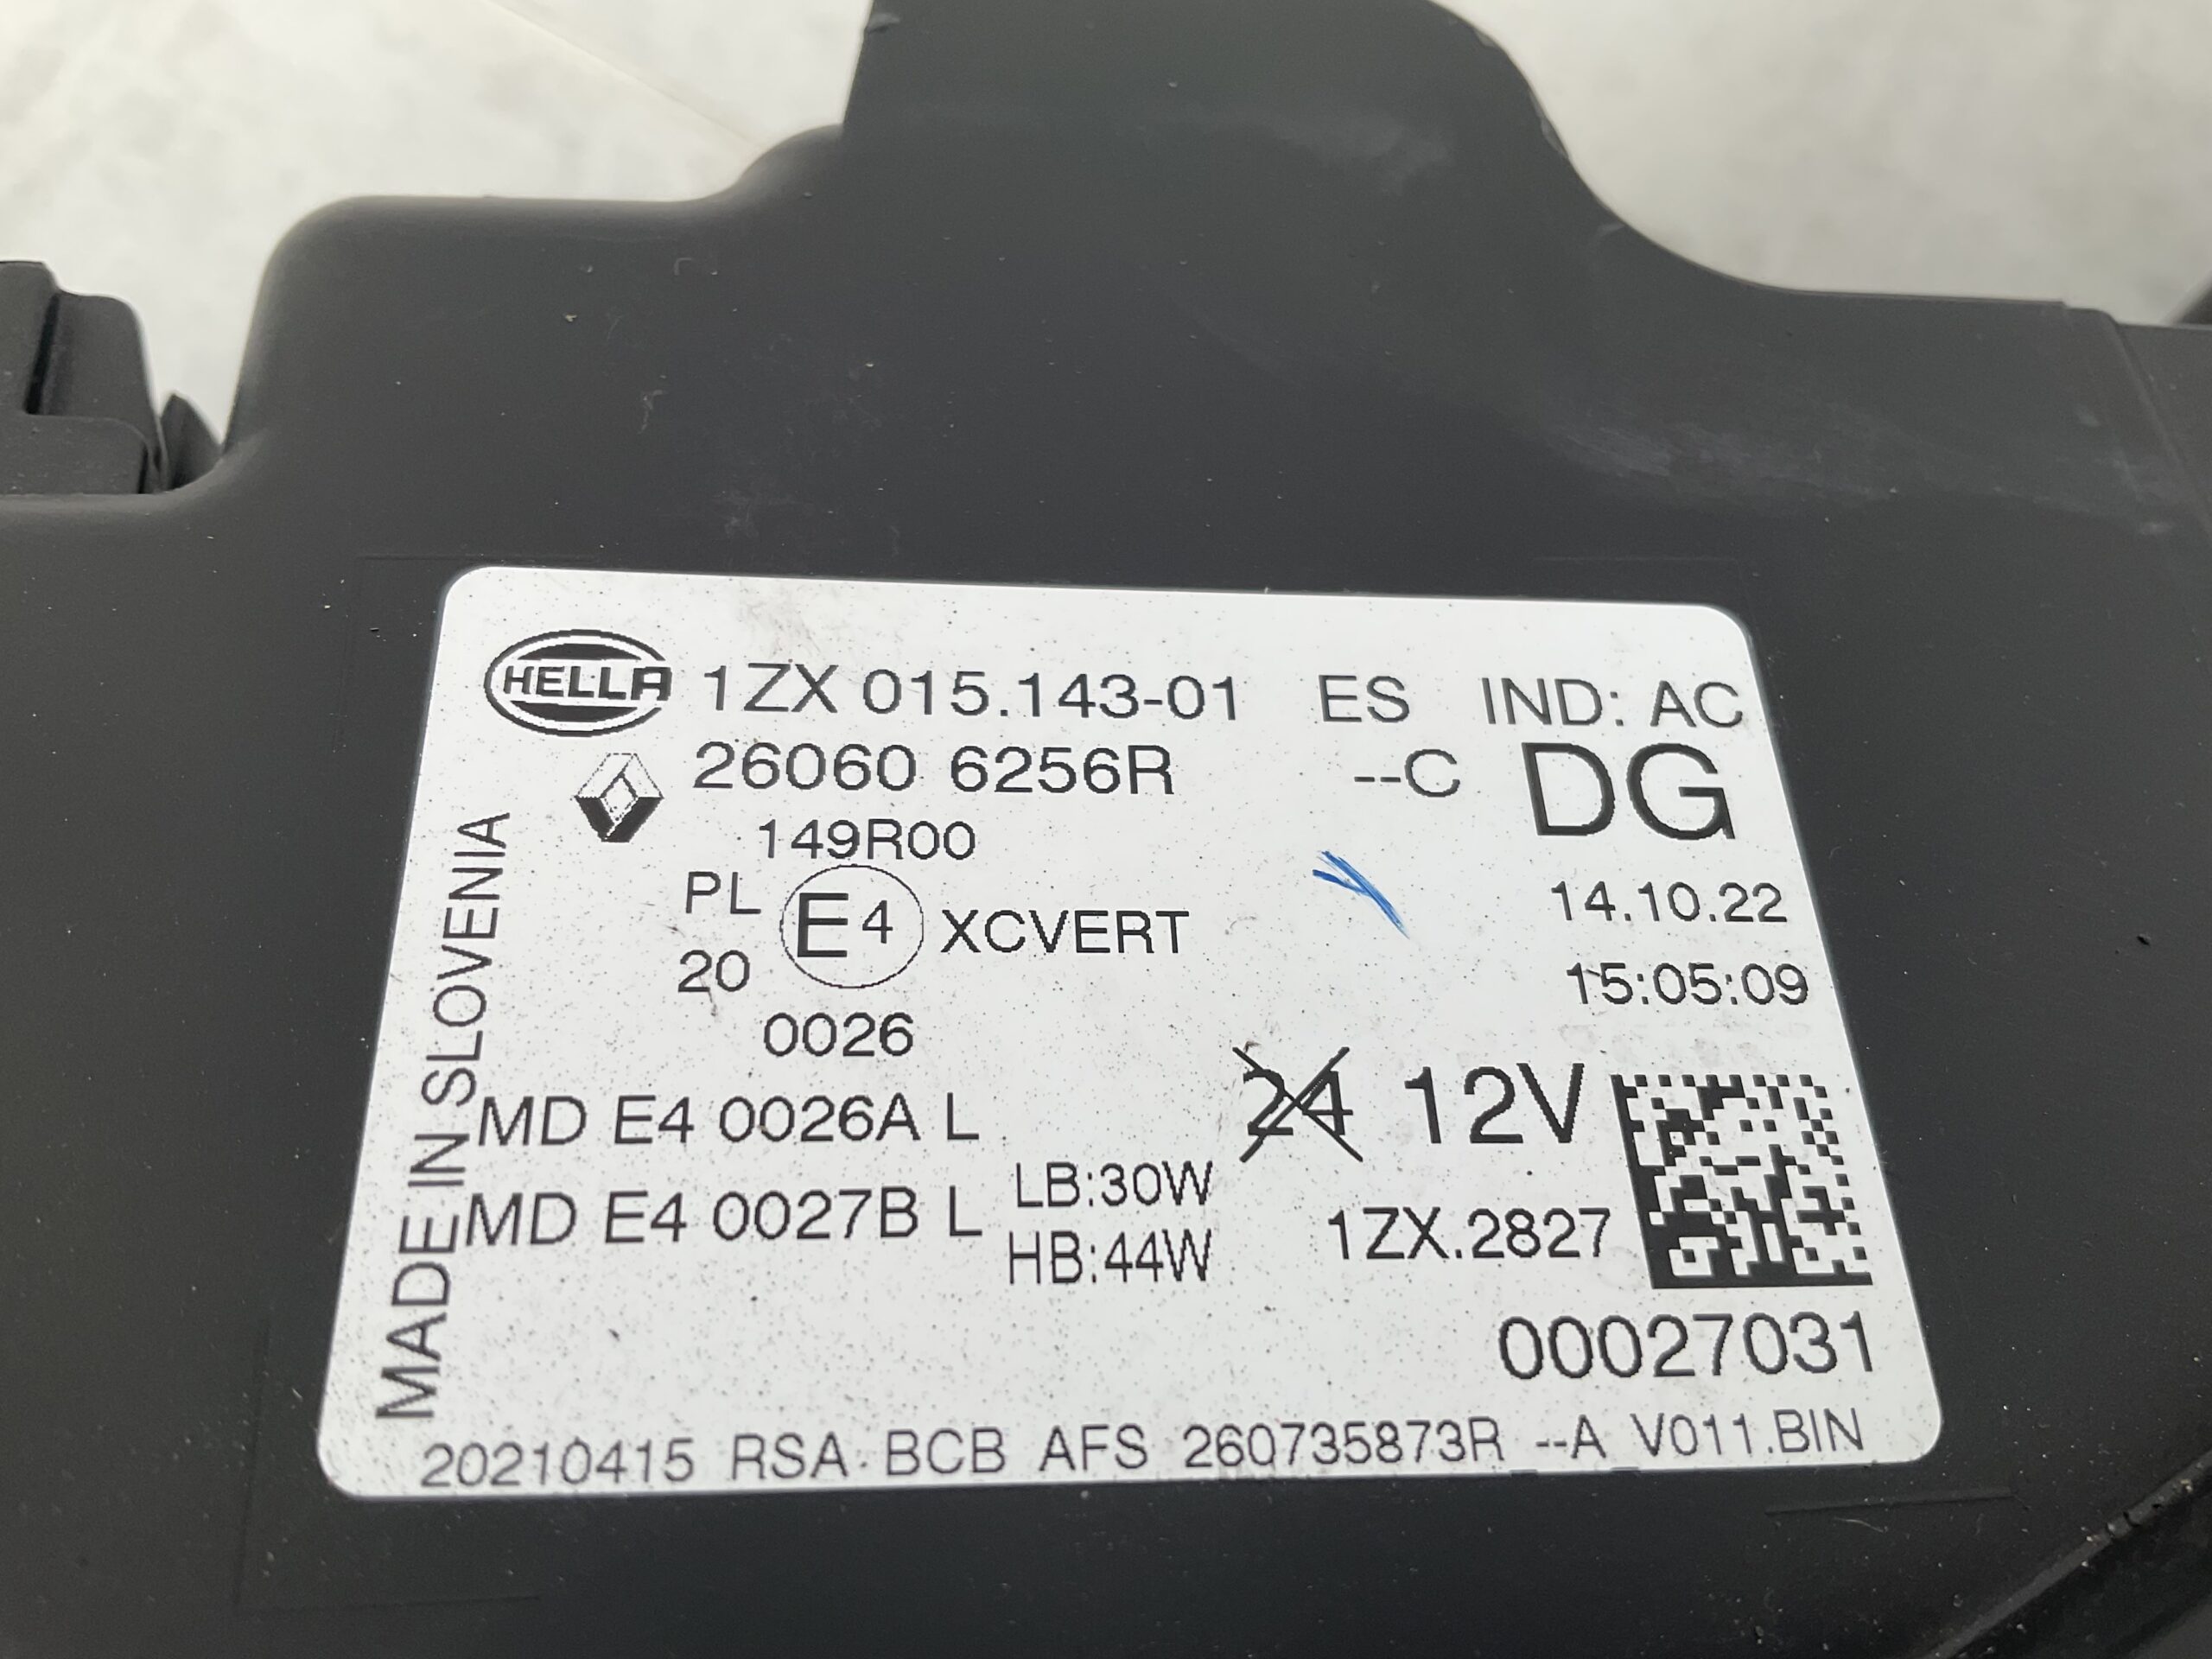 HELLA 1ZX 015.143-01 ES IND: AC
26060 6256R --C DG
149R00
PL E4 XCVERT 14.10.22
20 15:05:09
0026
MD E4 0026A L 24 12V
MD E4 0027B L LB:30W
HB:44W 1ZX.2827
00027031
20210415 RSA BCB AFS 260735873R --A_V011.BIN
MADE IN SLOVENIA